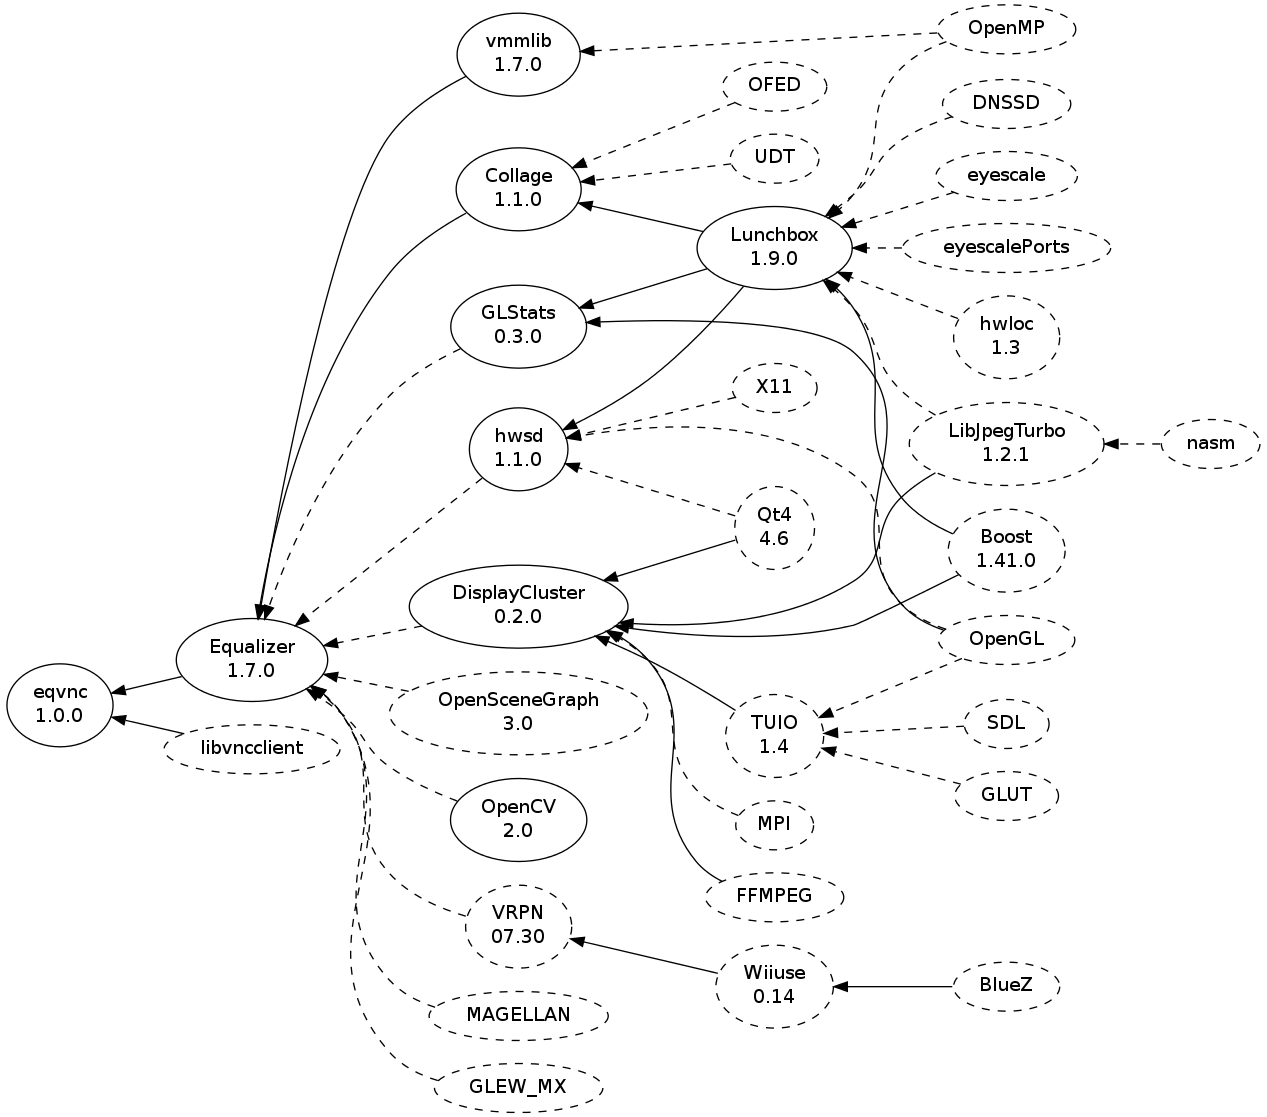 OpenMP
vmmlib
1.7.0
OFED
DNSSD
UDT
Collage
1.1.0
eyescale
Lunchbox
1.9.0
eyescalePorts
GLStats
0.3.0
hwloc
1.3
X11
hwsd
1.1.0
LibJpegTurbo
1.2.1
nasm
Qt4
4.6
Boost
1.41.0
DisplayCluster
0.2.0
OpenGL
Equalizer
1.7.0
eqvnc
1.0.0
OpenSceneGraph
3.0
TUIO
1.4
SDL
libvncclient
GLUT
OpenCV
2.0
MPI
FFMPEG
VRPN
07.30
Wiiuse
0.14
BlueZ
MAGELLAN
GLEW_MX